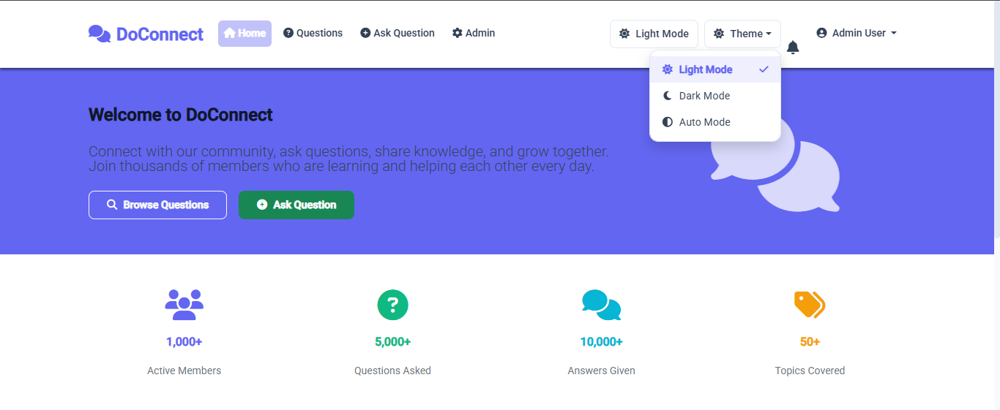 DoConnect
Home
Questions
Ask Question
Admin
Light Mode
Theme
Admin User
Light Mode
Dark Mode
Auto Mode
Welcome to DoConnect
Connect with our community, ask questions, share knowledge, and grow together.
Join thousands of members who are learning and helping each other every day.
Browse Questions
Ask Question
1,000+
Active Members
5,000+
Questions Asked
10,000+
Answers Given
50+
Topics Covered